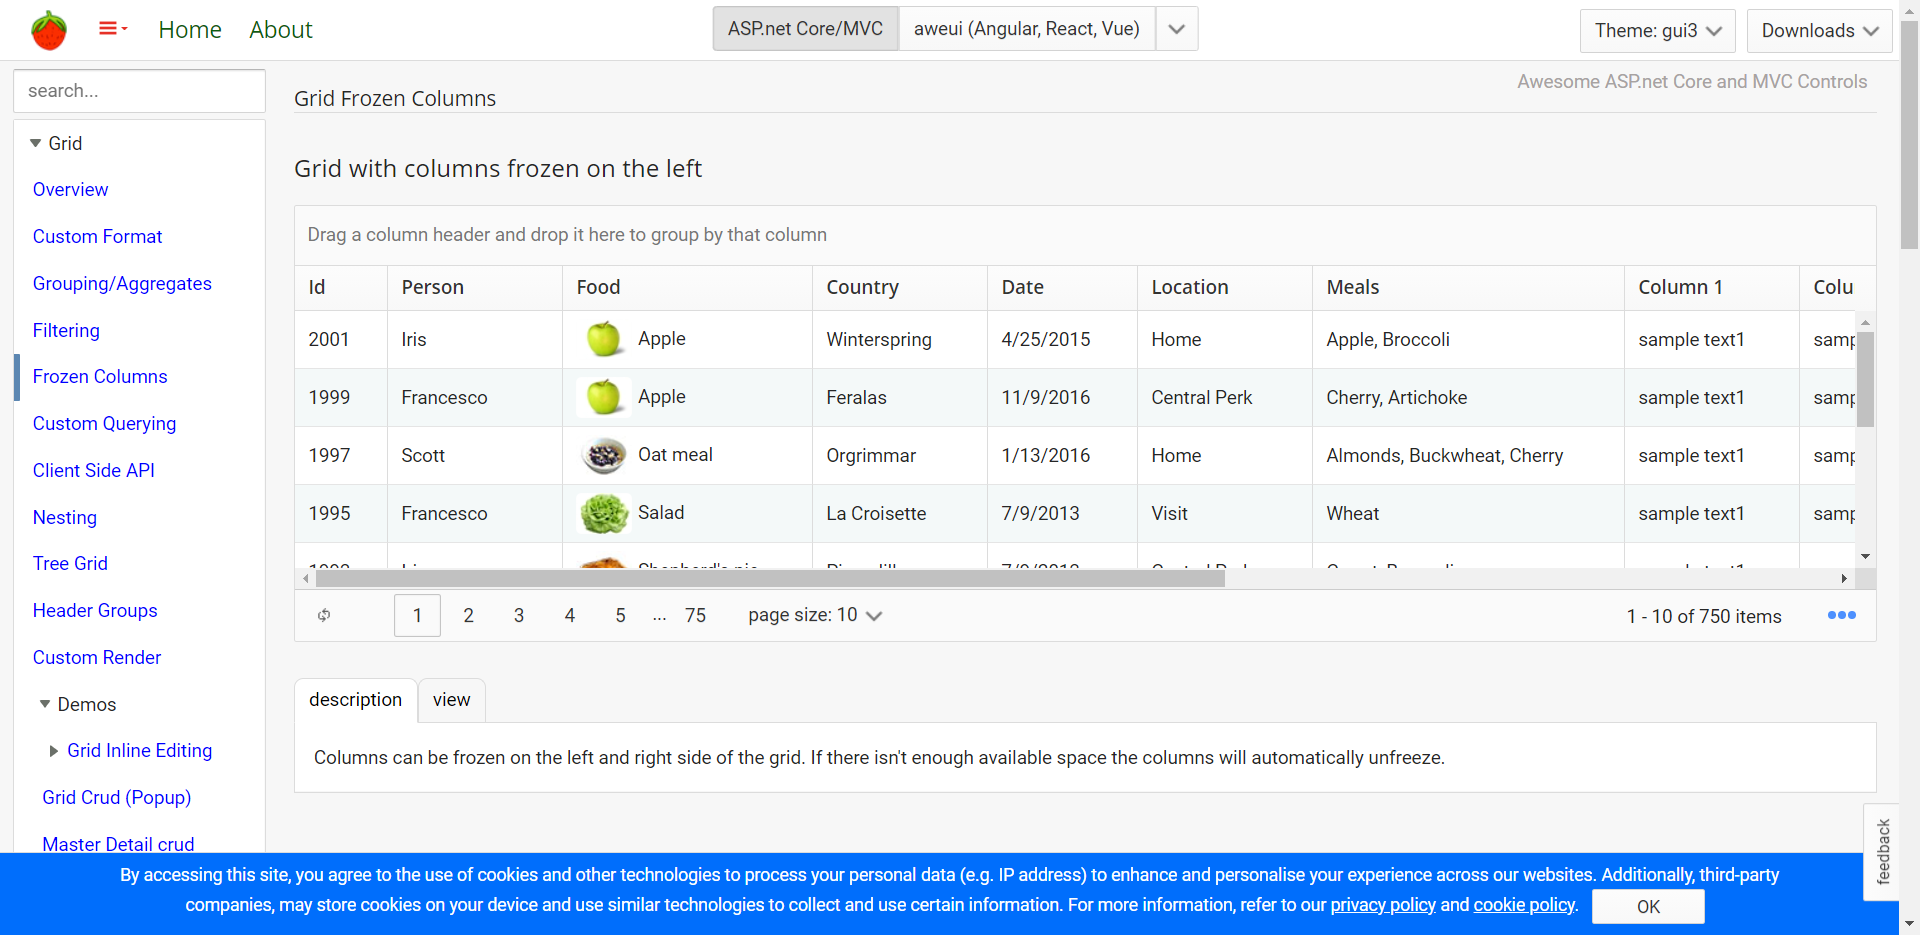 Home About
ASP.net Core/MVC aweui (Angular, React, Vue)
Theme: gui3 Downloads
search...
Grid
Overview
Custom Format
Grouping/Aggregates
Filtering
Frozen Columns
Custom Querying
Client Side API
Nesting
Tree Grid
Header Groups
Custom Render
Demos
Grid Inline Editing
Grid Crud (Popup)
Master Detail crud
Awesome ASP.net Core and MVC Controls
Grid Frozen Columns
Grid with columns frozen on the left
Drag a column header and drop it here to group by that column
Id Person Food Country Date Location Meals Column 1 Colu
2001 Iris Apple Winterspring 4/25/2015 Home Apple, Broccoli sample text1 samp
1999 Francesco Apple Feralas 11/9/2016 Central Perk Cherry, Artichoke sample text1 samp
1997 Scott Oat meal Orgrimmar 1/13/2016 Home Almonds, Buckwheat, Cherry sample text1 samp
1995 Francesco Salad La Croisette 7/9/2013 Visit Wheat sample text1 samp
1 2 3 4 5 ... 75 page size: 10 1 - 10 of 750 items
description view
Columns can be frozen on the left and right side of the grid. If there isn't enough available space the columns will automatically unfreeze.
feedback
By accessing this site, you agree to the use of cookies and other technologies to process your personal data (e.g. IP address) to enhance and personalise your experience across our websites. Additionally, third-party
companies, may store cookies on your device and use similar technologies to collect and use certain information. For more information, refer to our privacy policy and cookie policy. OK